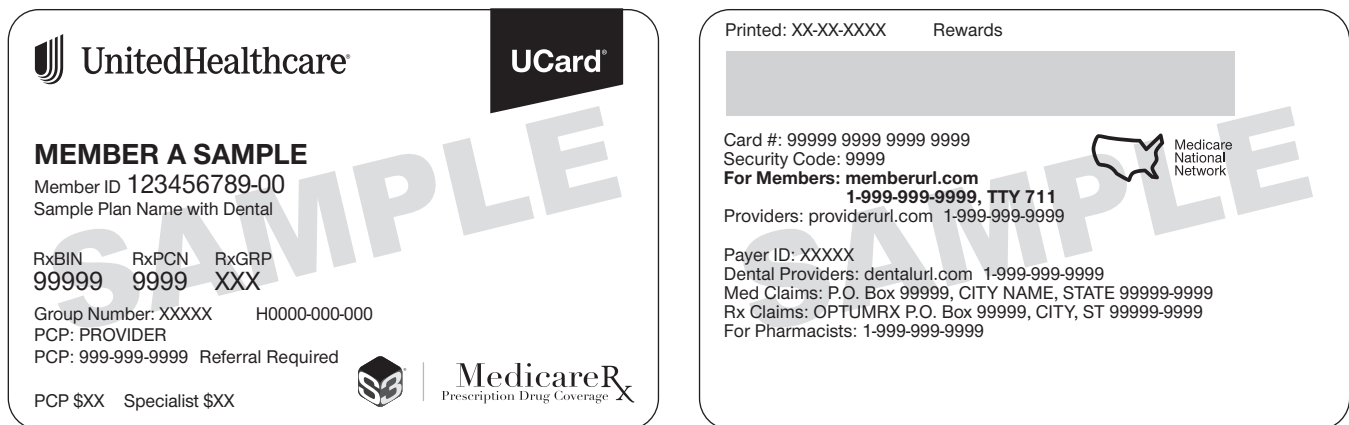 UnitedHealthcare®
UCard®
SAMPLE
MEMBER A SAMPLE
Member ID 123456789-00
Sample Plan Name with Dental
RxBIN RxPCN RxGRP
99999 9999 XXX
Group Number: XXXXX H0000-000-000
PCP: PROVIDER
PCP: 999-999-9999 Referral Required
S3
MedicareRx
Prescription Drug Coverage
PCP $XX Specialist $XX
Printed: XX-XX-XXXX Rewards
SAMPLE
Card #: 99999 9999 9999 9999
Security Code: 9999
For Members: memberurl.com
1-999-999-9999, TTY 711
Providers: providerurl.com 1-999-999-9999
Medicare
National
Network
Payer ID: XXXXX
Dental Providers: dentalurl.com 1-999-999-9999
Med Claims: P.O. Box 99999, CITY NAME, STATE 99999-9999
Rx Claims: OPTUMRX P.O. Box 99999, CITY, ST 99999-9999
For Pharmacists: 1-999-999-9999